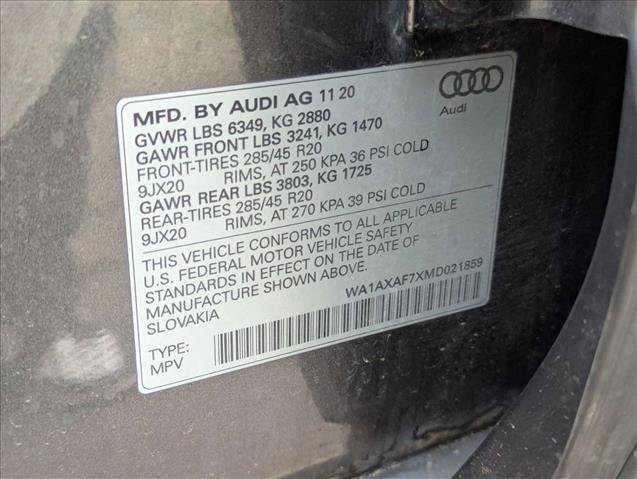 MFD. BY AUDI AG 11 20
GVWR LBS 6349, KG 2880
GAWR FRONT LBS 3241, KG 1470
FRONT-TIRES 285/45 R20
9JX20 RIMS, AT 250 KPA 36 PSI COLD
GAWR REAR LBS 3803, KG 1725
REAR-TIRES 285/45 R20
9JX20 RIMS, AT 270 KPA 39 PSI COLD
THIS VEHICLE CONFORMS TO ALL APPLICABLE
U.S. FEDERAL MOTOR VEHICLE SAFETY
STANDARDS IN EFFECT ON THE DATE OF
MANUFACTURE SHOWN ABOVE.
SLOVAKIA
WA1AXAF7XMD021859
TYPE:
MPV
Audi